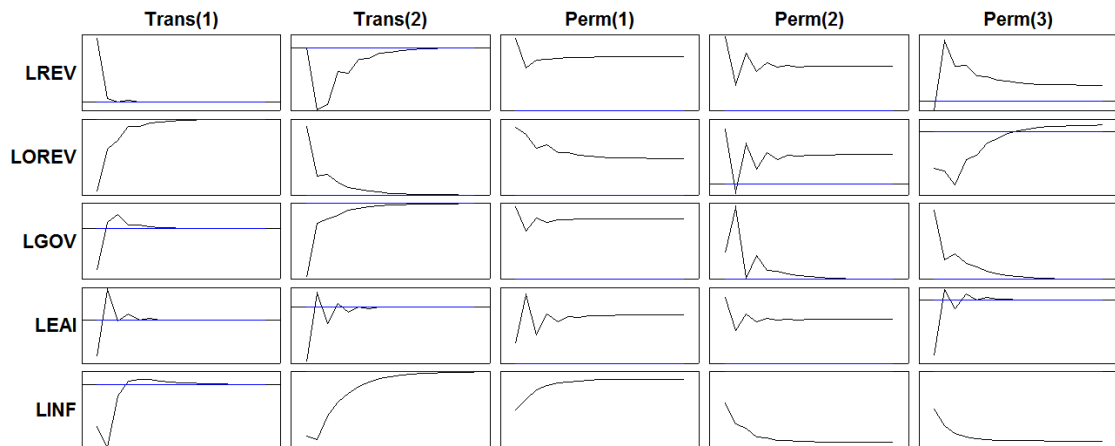 Trans(1) Trans(2) Perm(1) Perm(2) Perm(3)
LREV
LOREV
LGOV
LEAI
LINF